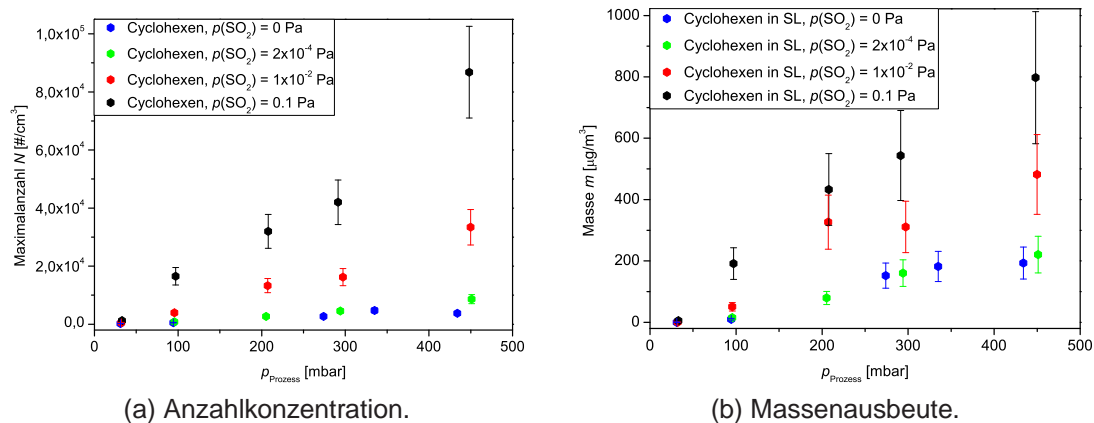 Cyclohexen, p(SO₂) = 0 Pa
Cyclohexen, p(SO₂) = 2x10⁻⁴ Pa
Cyclohexen, p(SO₂) = 1x10⁻² Pa
Cyclohexen, p(SO₂) = 0.1 Pa
Maximalanzahl N [#/cm³]
1,0x10⁵
8,0x10⁴
6,0x10⁴
4,0x10⁴
2,0x10⁴
0,0
0 100 200 300 400 500
p_Prozess [mbar]
(a) Anzahlkonzentration.
Cyclohexen in SL, p(SO₂) = 0 Pa
Cyclohexen in SL, p(SO₂) = 2x10⁻⁴ Pa
Cyclohexen in SL, p(SO₂) = 1x10⁻² Pa
Cyclohexen in SL, p(SO₂) = 0.1 Pa
Masse m [µg/m³]
1000
800
600
400
200
0
0 100 200 300 400 500
p_Prozess [mbar]
(b) Massenausbeute.